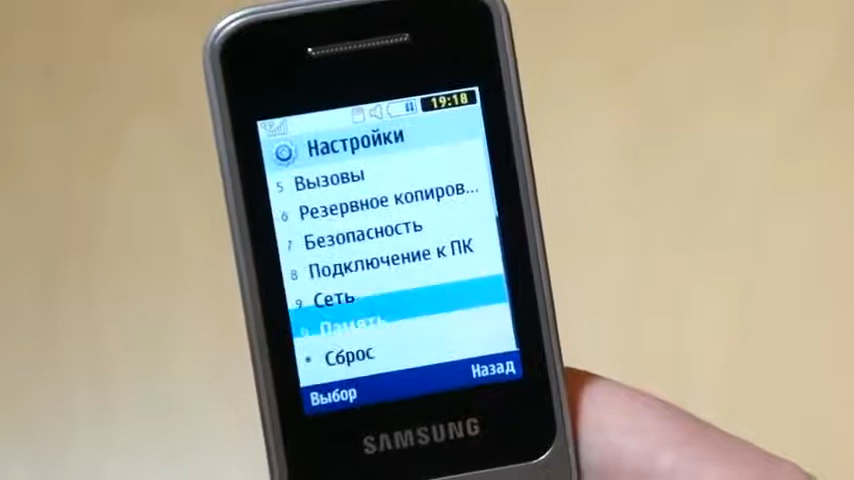 19:18
Настройки
5 Вызовы
6 Резервное копиров...
7 Безопасность
8 Подключение к ПК
9 Сеть
Память
* Сброс
Выбор Назад
SAMSUNG